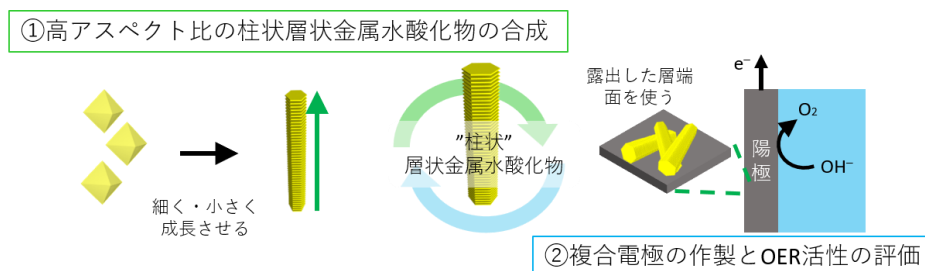 ①高アスペクト比の柱状層状金属水酸化物の合成
細く・小さく
成長させる
”柱状”
層状金属水酸化物
露出した層端
面を使う
e⁻
陽
極
O₂
OH⁻
②複合電極の作製とOER活性の評価